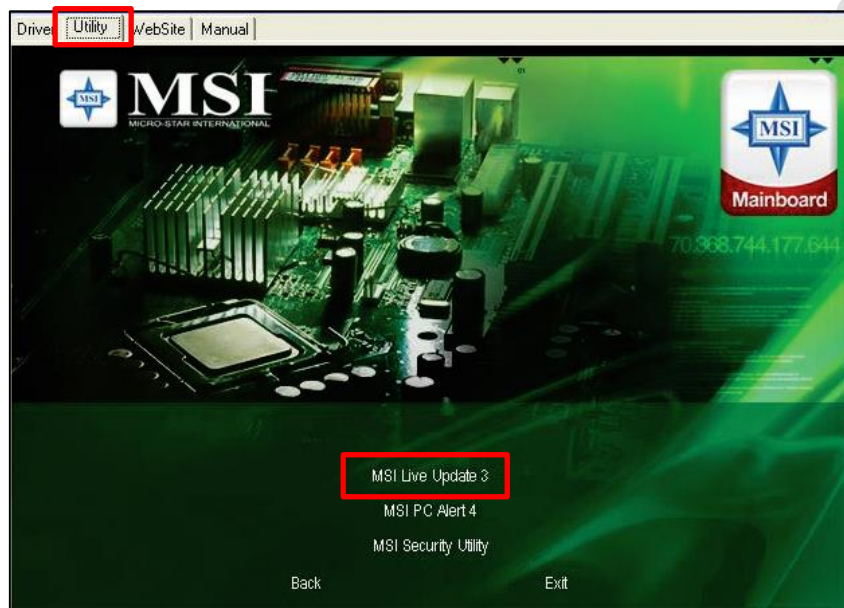 Driver Utility WebSite Manual
MSI MSI
MICRO-STAR INTERNATIONAL
01
MSI
Mainboard
70.368.744.177.644
MSI Live Update 3
MSI PC Alert 4
MSI Security Utility
Back Exit